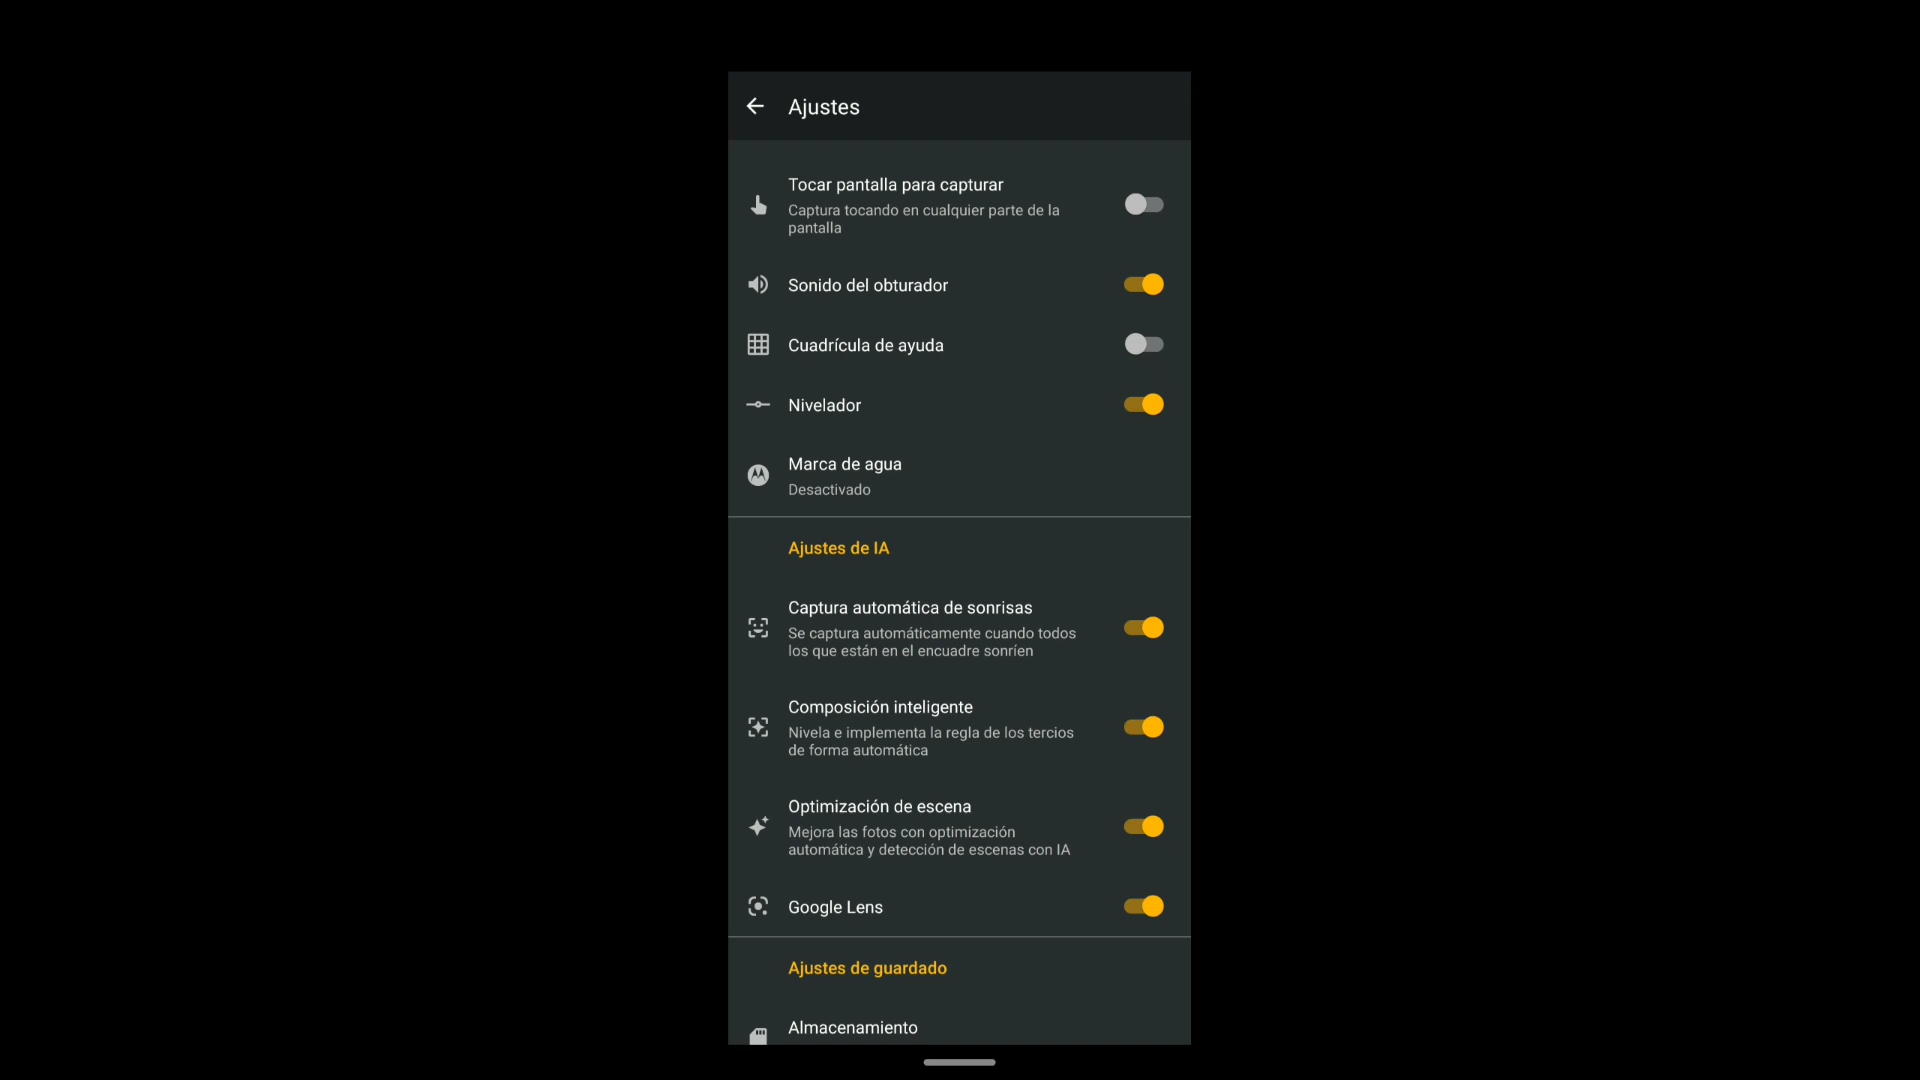 Ajustes
Tocar pantalla para capturar
Captura tocando en cualquier parte de la
pantalla
Sonido del obturador
Cuadrícula de ayuda
Nivelador
Marca de agua
Desactivado
Ajustes de IA
Captura automática de sonrisas
Se captura automáticamente cuando todos
los que están en el encuadre sonríen
Composición inteligente
Nivela e implementa la regla de los tercios
de forma automática
Optimización de escena
Mejora las fotos con optimización
automática y detección de escenas con IA
Google Lens
Ajustes de guardado
Almacenamiento